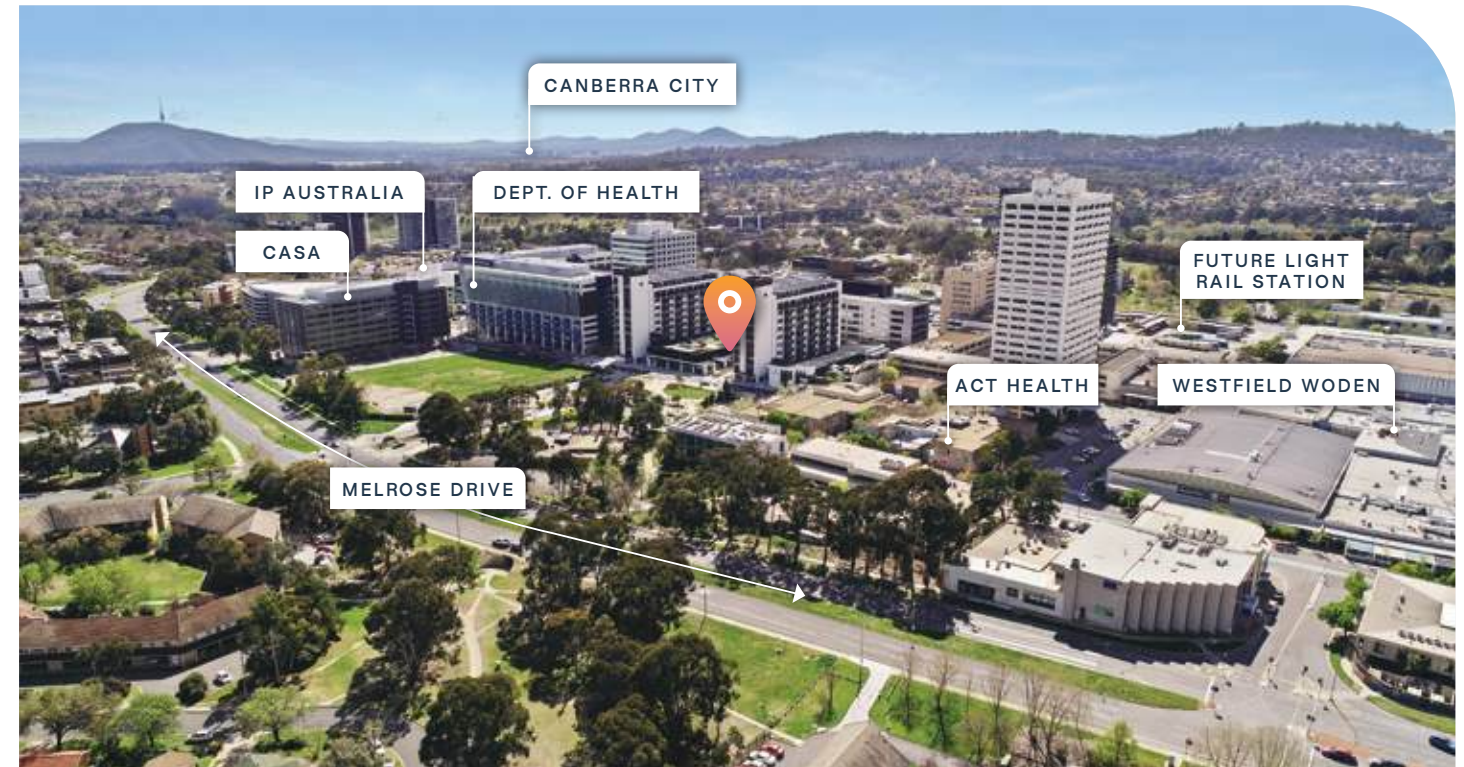 CANBERRA CITY
IP AUSTRALIA
DEPT. OF HEALTH
CASA
FUTURE LIGHT
RAIL STATION
ACT HEALTH
WESTFIELD WODEN
MELROSE DRIVE